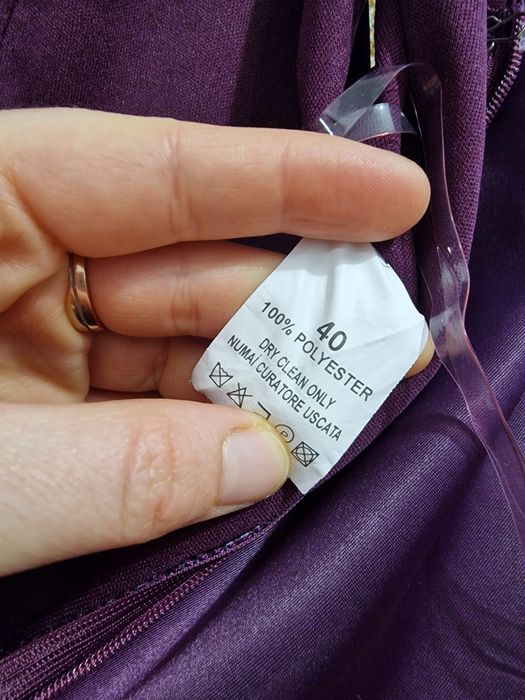 40
100% POLYESTER
DRY CLEAN ONLY
NUMAI CURATORE USCATA
P